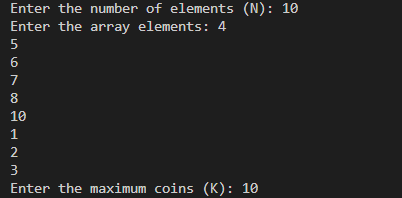 Enter the number of elements (N): 10
Enter the array elements: 4
5
6
7
8
10
1
2
3
Enter the maximum coins (K): 10